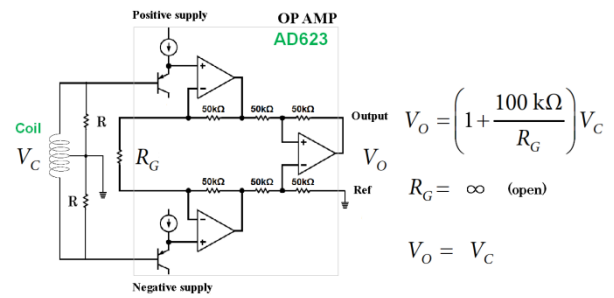 Positive supply
OP AMP
AD623
+
−
50kΩ 50kΩ 50kΩ
Output
R
Coil
V_C
R_G
+
−
V_O
R
50kΩ 50kΩ 50kΩ
Ref
−
+
Negative supply
V_O = (1 + 100 kΩ / R_G) V_C
R_G = ∞ (open)
V_O = V_C